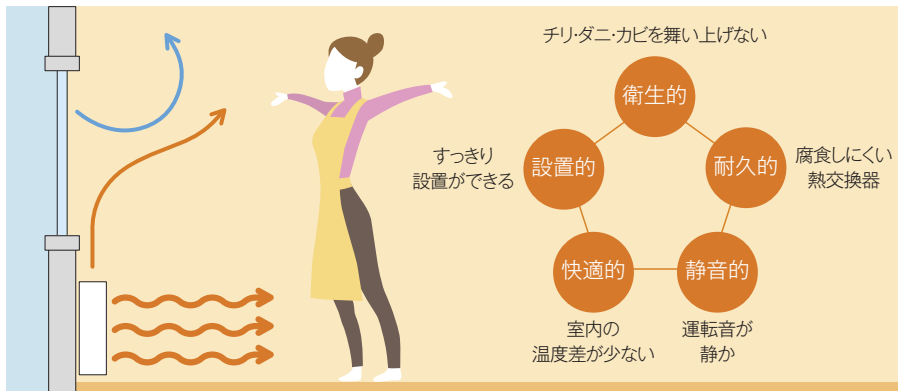 チリ・ダニ・カビを舞い上げない
衛生的
すっきり
設置ができる
設置的
耐久的
腐食しにくい
熱交換器
快適的
静音的
室内の
温度差が少ない
運転音が
静か